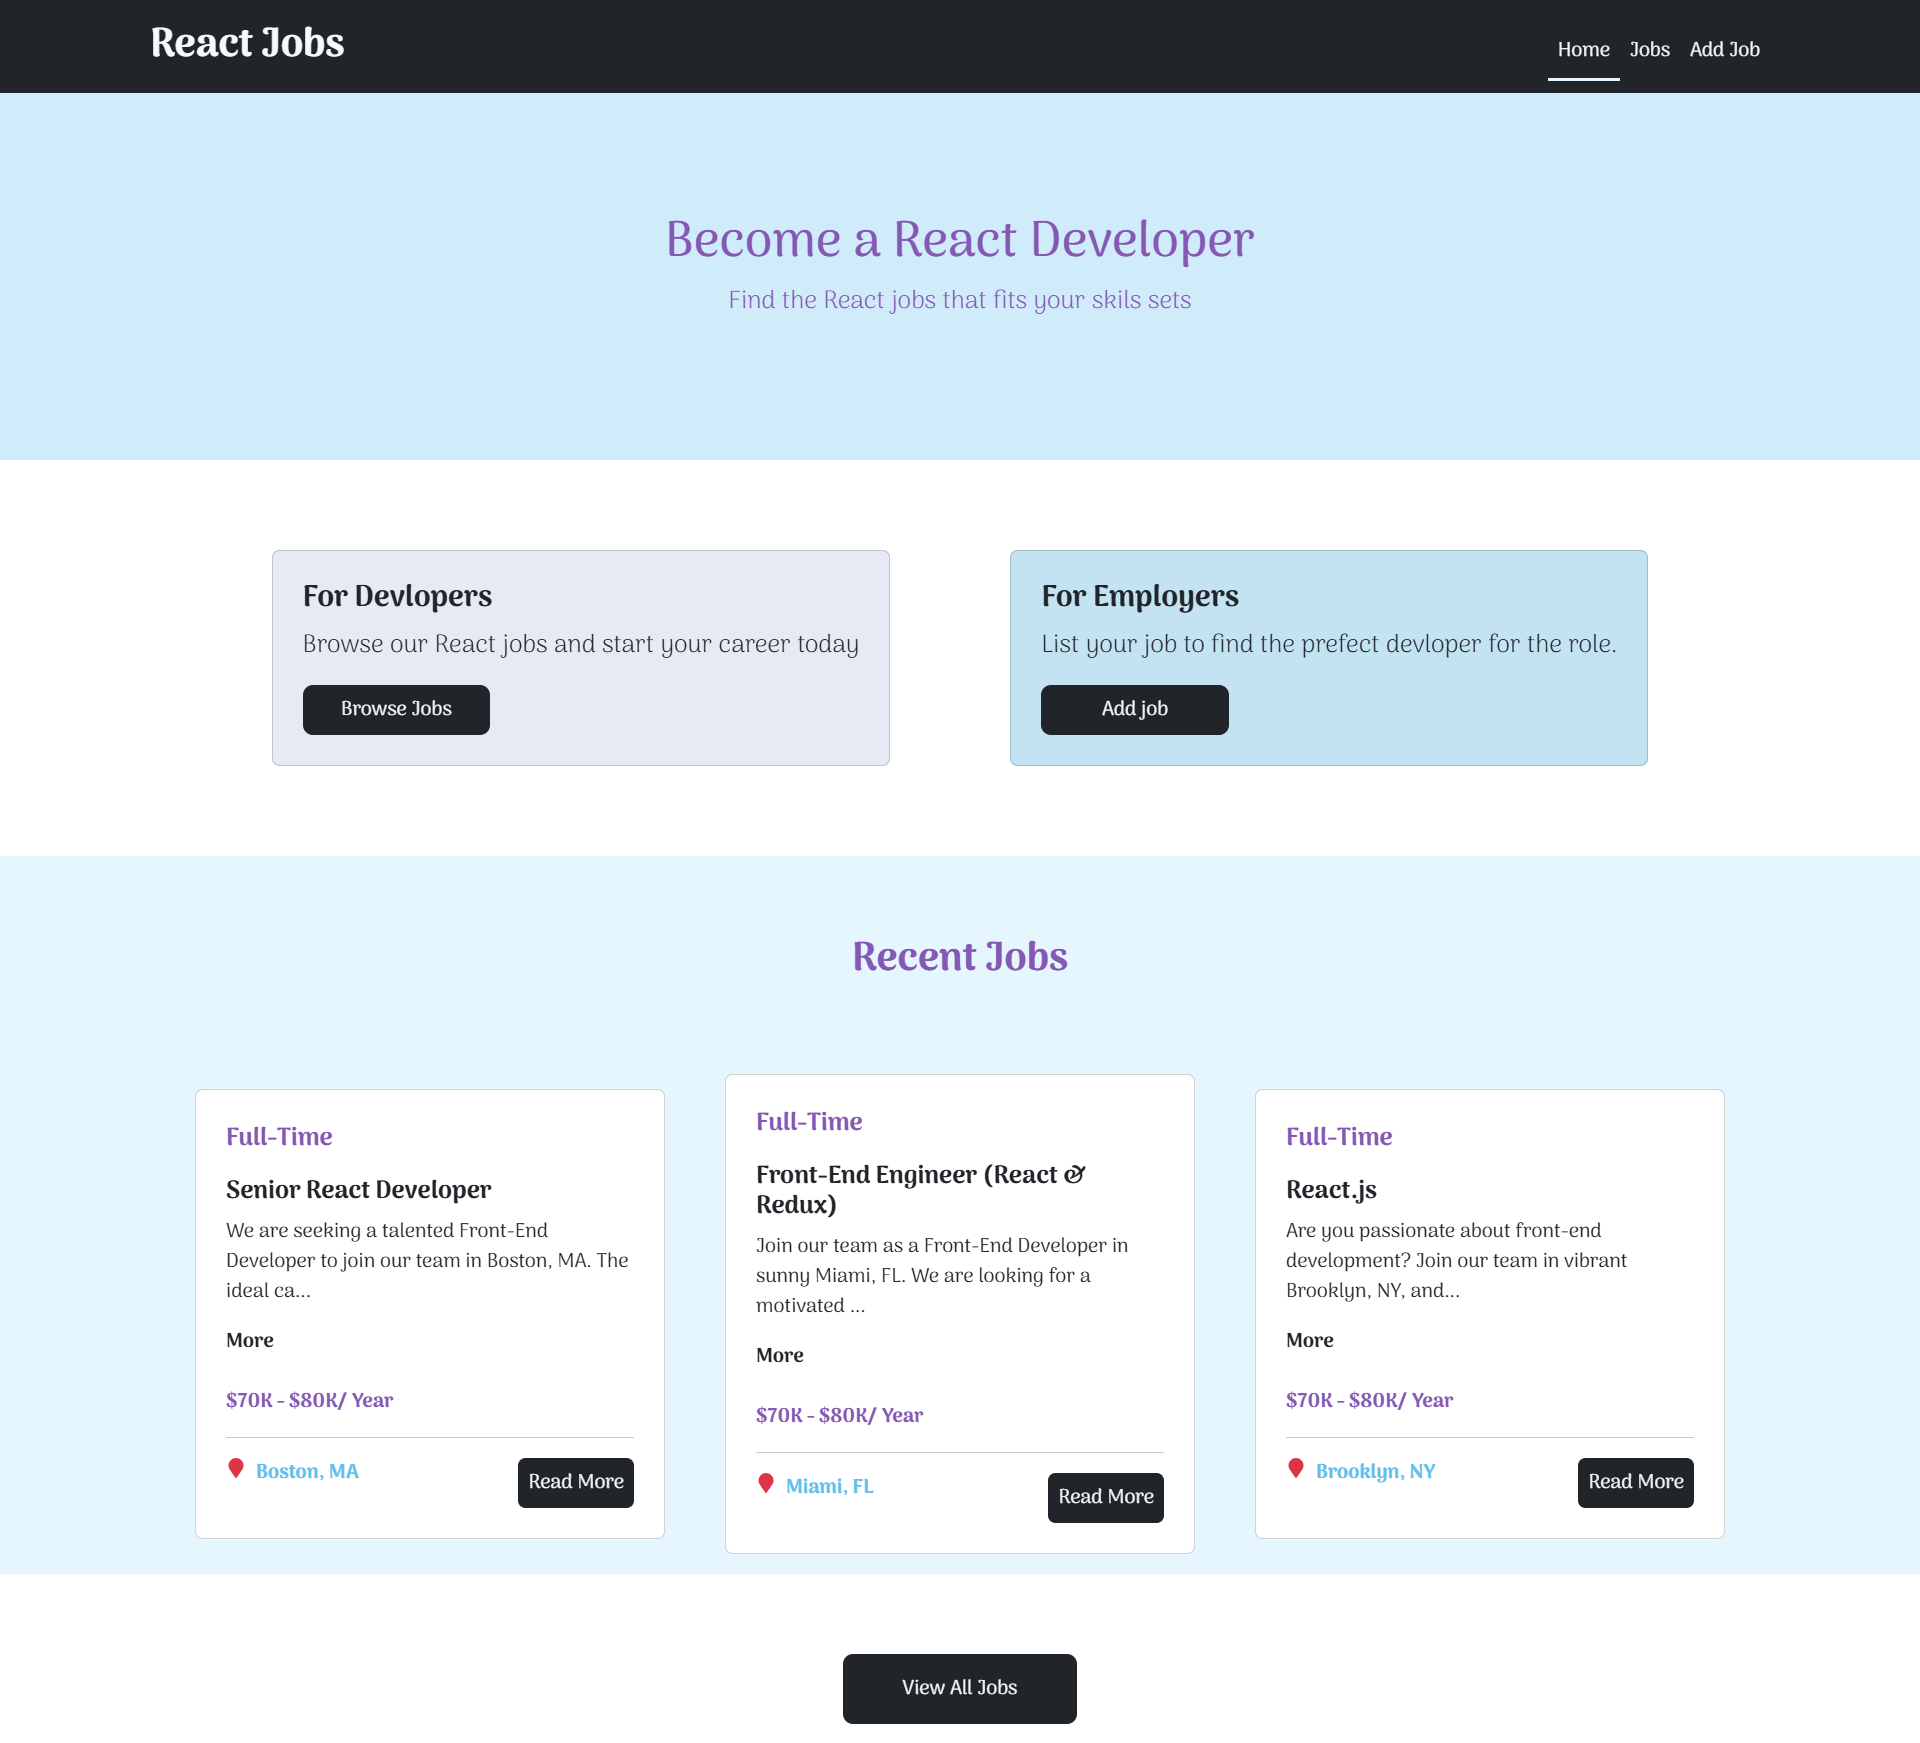 React Jobs
Home Jobs Add Job
Become a React Developer
Find the React jobs that fits your skils sets
For Devlopers
Browse our React jobs and start your career today
Browse Jobs
For Employers
List your job to find the prefect devloper for the role.
Add job
Recent Jobs
Full-Time
Senior React Developer
We are seeking a talented Front-End
Developer to join our team in Boston, MA. The
ideal ca...
More
$70K - $80K/ Year
Boston, MA
Read More
Full-Time
Front-End Engineer (React &
Redux)
Join our team as a Front-End Developer in
sunny Miami, FL. We are looking for a
motivated ...
More
$70K - $80K/ Year
Miami, FL
Read More
Full-Time
React.js
Are you passionate about front-end
development? Join our team in vibrant
Brooklyn, NY, and...
More
$70K - $80K/ Year
Brooklyn, NY
Read More
View All Jobs